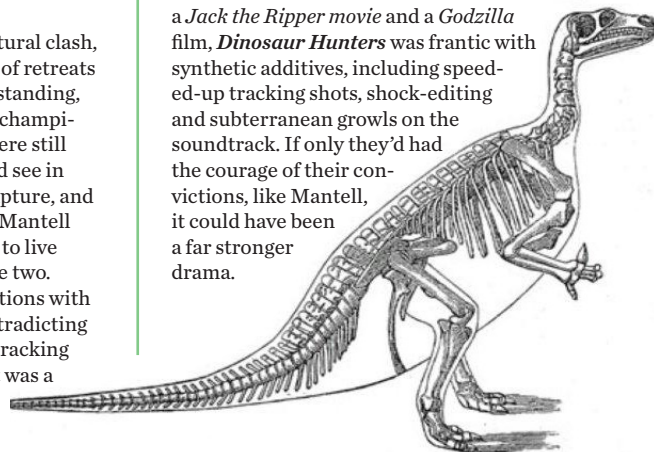 tural clash,
of retreats
standing,
champi-
ere still
d see in
pture, and
Mantell
to live
e two.
tions with
tradicting
racking
was a
a Jack the Ripper movie and a Godzilla
film, Dinosaur Hunters was frantic with
synthetic additives, including speed-
ed-up tracking shots, shock-editing
and subterranean growls on the
soundtrack. If only they'd had
the courage of their con-
victions, like Mantell,
it could have been
a far stronger
drama.